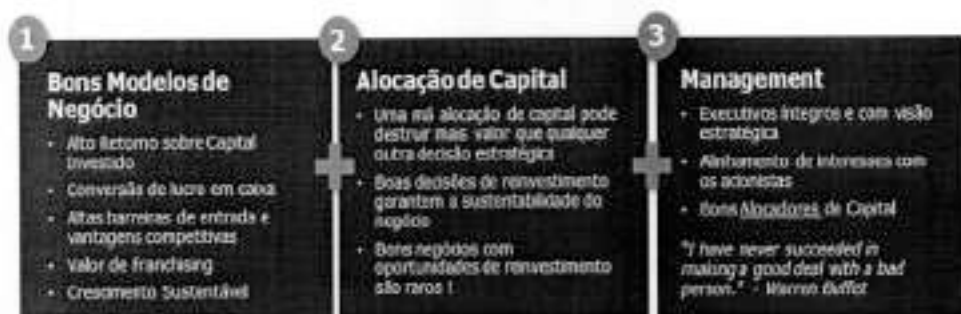 1
Bons Modelos de
Negócio
• Alto Retorno sobre Capital
Investido
• Conversão de lucro em caixa
• Altas barreiras de entrada e
vantagens competitivas
• Valor de franchising
• Crescimento Sustentável
+
2
Alocação de Capital
• Uma má alocação de capital pode
destruir mais valor que qualquer
outra decisão estratégica
• Boas decisões de reinvestimento
garantem a sustentabilidade do
negócio
• Bons negócios com
oportunidades de reinvestimento
são raros !
+
3
Management
• Executivos íntegros e com visão
estratégica
• Alinhamento de interesses com
os acionistas
• Bons Alocadores de Capital
"I have never succeeded in
making a good deal with a bad
person." - Warren Buffet